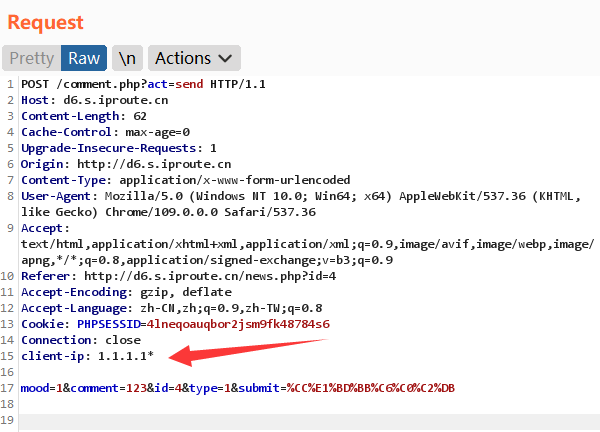 Request
Pretty Raw \n Actions
1 POST /comment.php?act=send HTTP/1.1
2 Host: d6.s.iproute.cn
3 Content-Length: 62
4 Cache-Control: max-age=0
5 Upgrade-Insecure-Requests: 1
6 Origin: http://d6.s.iproute.cn
7 Content-Type: application/x-www-form-urlencoded
8 User-Agent: Mozilla/5.0 (Windows NT 10.0; Win64; x64) AppleWebKit/537.36 (KHTML,
like Gecko) Chrome/109.0.0.0 Safari/537.36
9 Accept:
text/html,application/xhtml+xml,application/xml;q=0.9,image/avif,image/webp,image/
apng,*/*;q=0.8,application/signed-exchange;v=b3;q=0.9
10 Referer: http://d6.s.iproute.cn/news.php?id=4
11 Accept-Encoding: gzip, deflate
12 Accept-Language: zh-CN,zh;q=0.9,zh-TW;q=0.8
13 Cookie: PHPSESSID=4lneqoauqbor2jsm9fk48784s6
14 Connection: close
15 client-ip: 1.1.1.1*
16
17 mood=1&comment=123&id=4&type=1&submit=%CC%E1%BD%BB%C6%C0%C2%DB
18
19